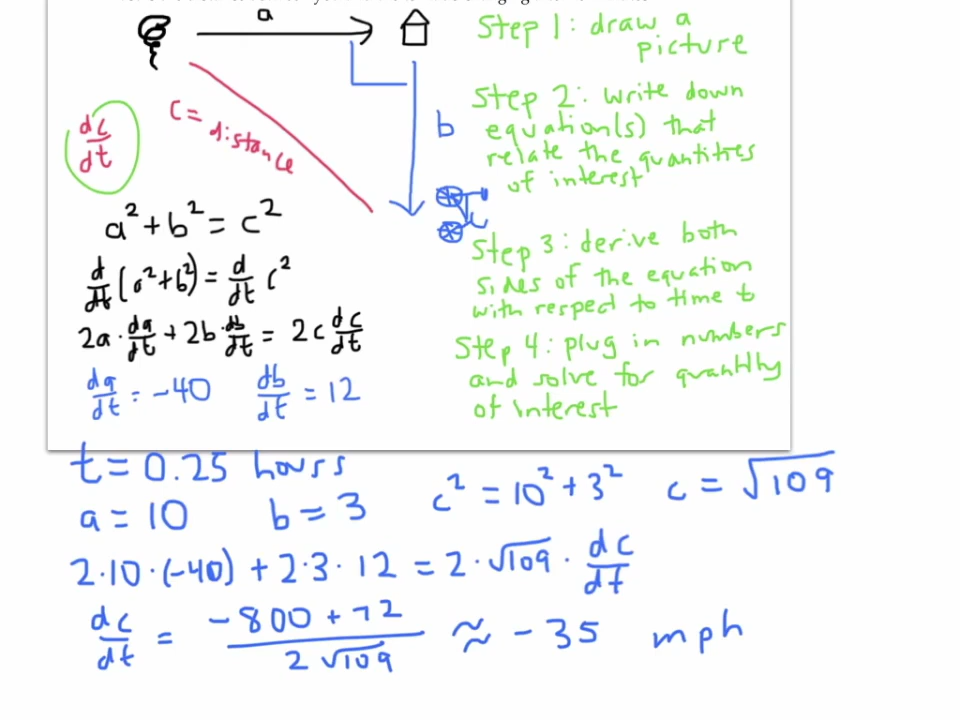 a
Step 1: draw a
picture
Step 2: write down
equation(s) that
relate the quantities
of interest
b
C = distance
dc/dt
a² + b² = c²
d/dt (a² + b²) = d/dt c²
2a · da/dt + 2b · db/dt = 2c dc/dt
da/dt = -40 db/dt = 12
Step 3: derive both
sides of the equation
with respect to time t
Step 4: plug in numbers
and solve for quantity
of interest
t = 0.25 hours
a = 10 b = 3 c² = 10² + 3² c = √109
2·10·(-40) + 2·3·12 = 2·√109 · dc/dt
dc/dt = (-800 + 72)/(2√109) ≈ -35 mph